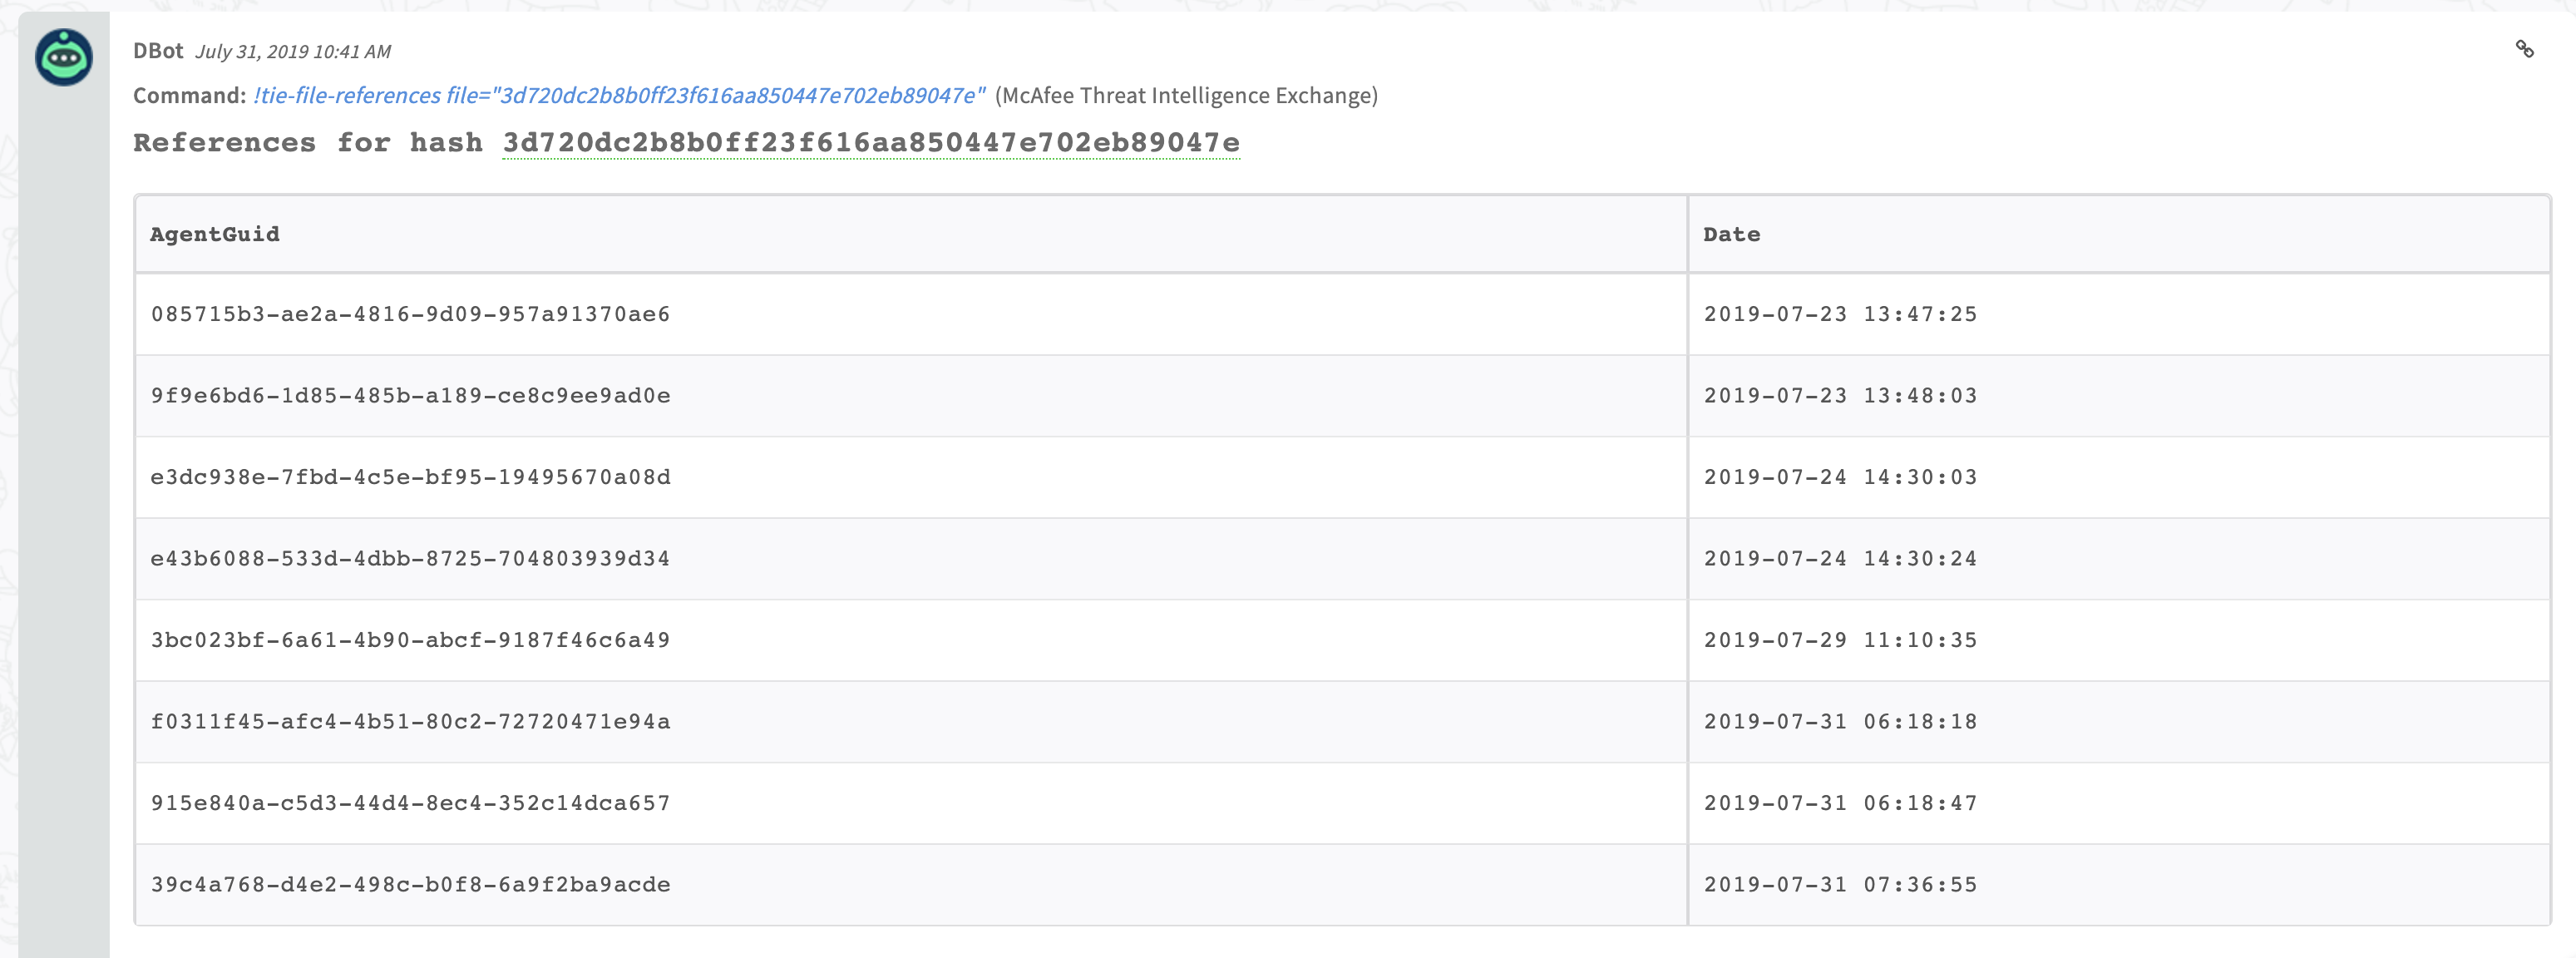 DBot July 31, 2019 10:41 AM
Command: !tie-file-references file="3d720dc2b8b0ff23f616aa850447e702eb89047e" (McAfee Threat Intelligence Exchange)
References for hash 3d720dc2b8b0ff23f616aa850447e702eb89047e
AgentGuid Date
085715b3-ae2a-4816-9d09-957a91370ae6 2019-07-23 13:47:25
9f9e6bd6-1d85-485b-a189-ce8c9ee9ad0e 2019-07-23 13:48:03
e3dc938e-7fbd-4c5e-bf95-19495670a08d 2019-07-24 14:30:03
e43b6088-533d-4dbb-8725-704803939d34 2019-07-24 14:30:24
3bc023bf-6a61-4b90-abcf-9187f46c6a49 2019-07-29 11:10:35
f0311f45-afc4-4b51-80c2-72720471e94a 2019-07-31 06:18:18
915e840a-c5d3-44d4-8ec4-352c14dca657 2019-07-31 06:18:47
39c4a768-d4e2-498c-b0f8-6a9f2ba9acde 2019-07-31 07:36:55